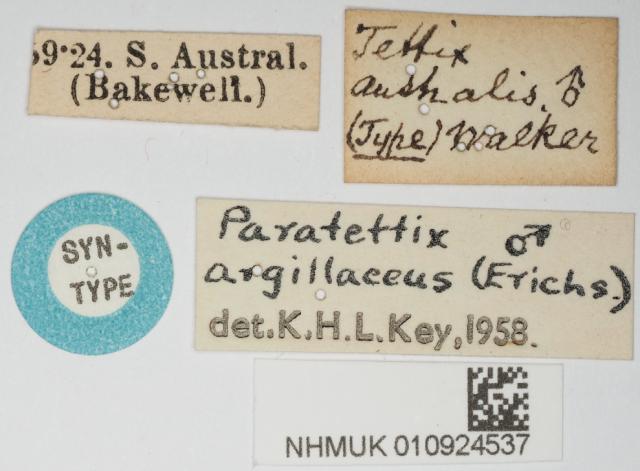 59·24. S. Austral.
(Bakewell.)
Tettix
australis. ♂
(Type) Walker
SYN-
TYPE
Paratettix ♂
argillaceus (Erichs.)
det. K.H.L. Key, 1958.
NHMUK 010924537